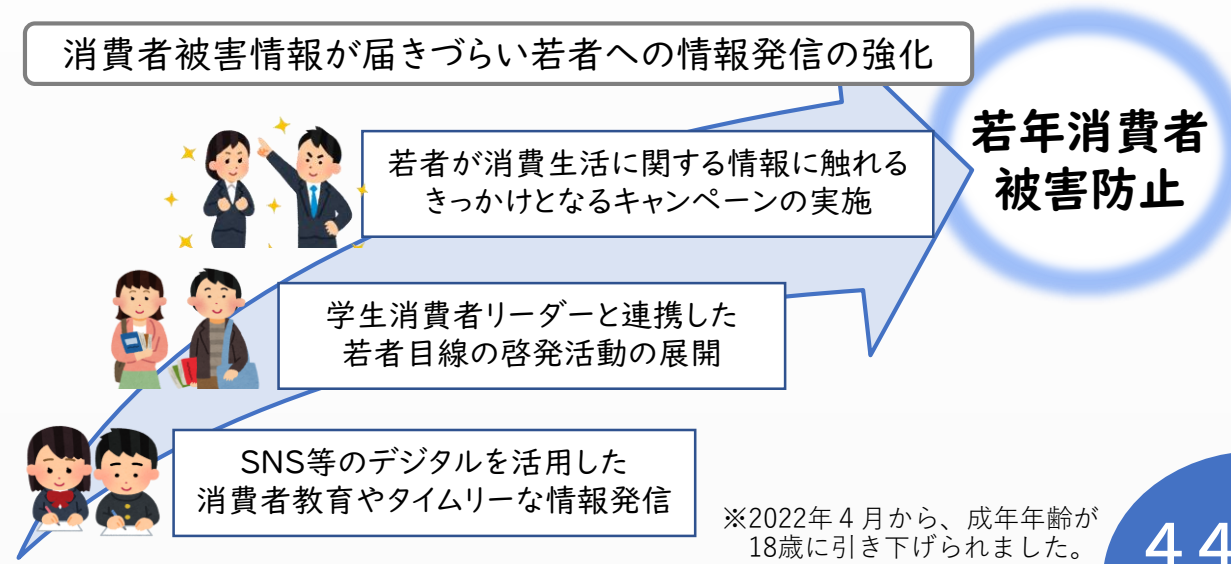 消費者被害情報が届きづらい若者への情報発信の強化
若年消費者
被害防止
若者が消費生活に関する情報に触れる
きっかけとなるキャンペーンの実施
学生消費者リーダーと連携した
若者目線の啓発活動の展開
SNS等のデジタルを活用した
消費者教育やタイムリーな情報発信
※2022年4月から、成年年齢が
18歳に引き下げられました。
44